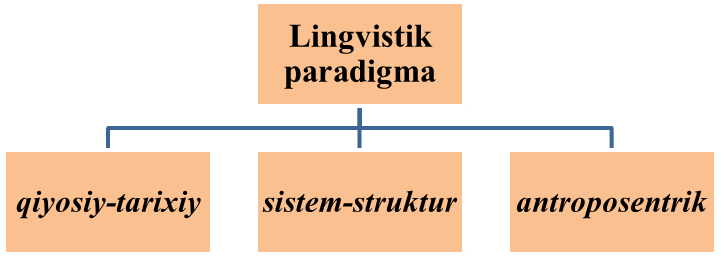 Lingvistik
paradigma
qiyosiy-tarixiy
sistem-struktur
antroposentrik